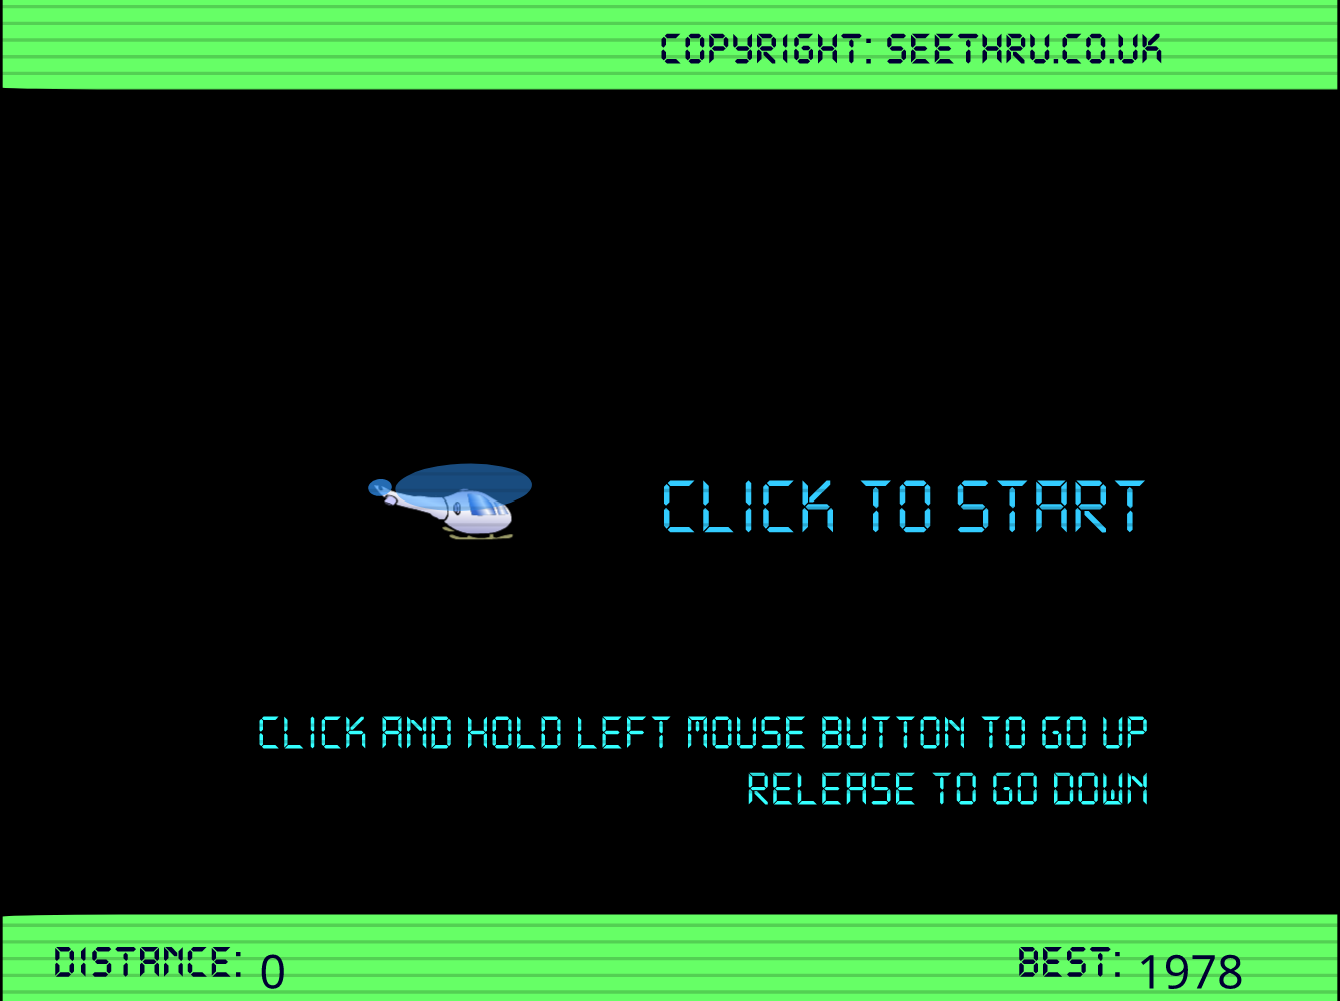 COPYRIGHT: SEETHRU.CO.UK
CLICK TO START
CLICK AND HOLD LEFT MOUSE BUTTON TO GO UP
RELEASE TO GO DOWN
DISTANCE: 0 BEST: 1978